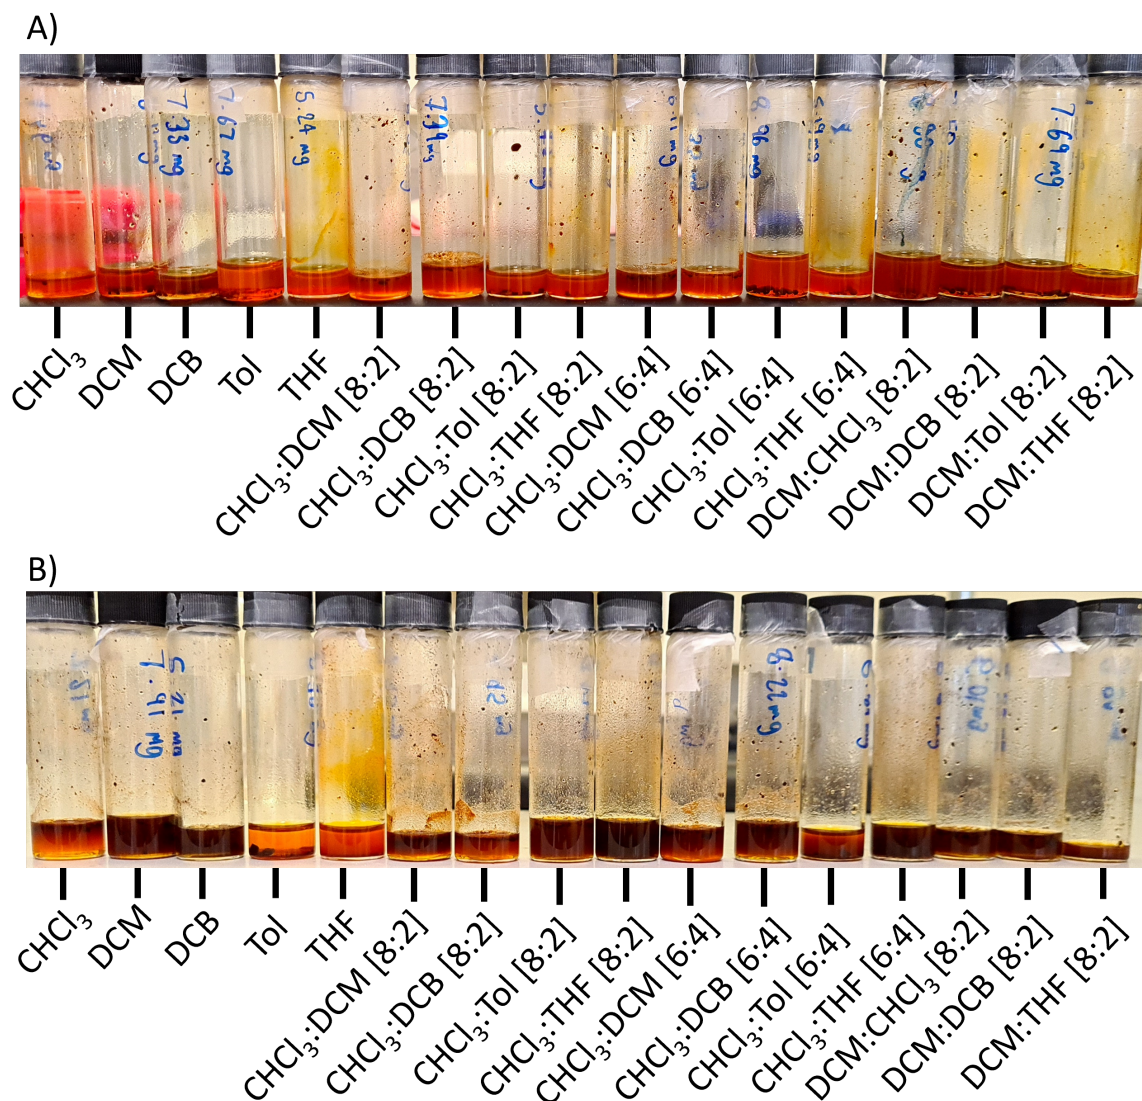 A)
7.33 mg
7.67 mg
5.24 mg
7.79 mg
7.69 mg
CHCl₃
DCM
DCB
Tol
THF
CHCl₃:DCM [8:2]
CHCl₃:DCB [8:2]
CHCl₃:Tol [8:2]
CHCl₃:THF [8:2]
CHCl₃:DCM [6:4]
CHCl₃:DCB [6:4]
CHCl₃:Tol [6:4]
CHCl₃:THF [6:4]
DCM:CHCl₃ [8:2]
DCM:DCB [8:2]
DCM:Tol [8:2]
DCM:THF [8:2]
B)
7.91 mg
5.21 mg
8.22 mg
CHCl₃
DCM
DCB
Tol
THF
CHCl₃:DCM [8:2]
CHCl₃:DCB [8:2]
CHCl₃:Tol [8:2]
CHCl₃:THF [8:2]
CHCl₃:DCM [6:4]
CHCl₃:DCB [6:4]
CHCl₃:Tol [6:4]
CHCl₃:THF [6:4]
DCM:CHCl₃ [8:2]
DCM:DCB [8:2]
DCM:THF [8:2]